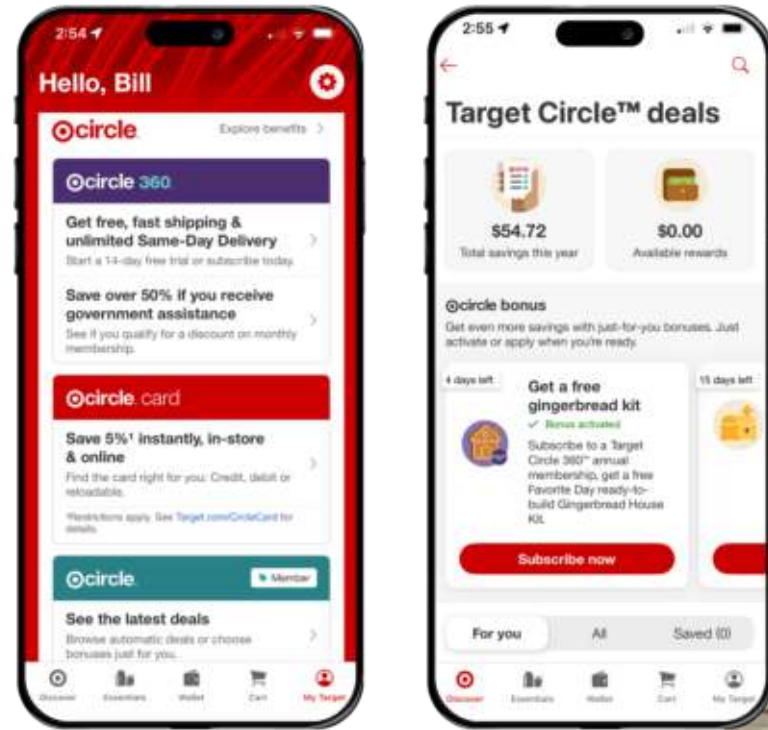 2:54
Hello, Bill
circle
Explore benefits
circle 360
Get free, fast shipping &
unlimited Same-Day Delivery
Start a 14-day free trial or subscribe today.
Save over 50% if you receive
government assistance
See if you qualify for a discount on monthly
membership.
circle card
Save 5%¹ instantly, in-store
& online
Find the card right for you: Credit, debit or
reloadable.
¹Restrictions apply. See Target.com/CircleCard for
details.
circle
Member
See the latest deals
Browse automatic deals or choose
bonuses just for you.
Discover
Essentials
Wallet
Cart
My Target
2:55
Target Circle™ deals
$54.72
Total savings this year
$0.00
Available rewards
circle bonus
Get even more savings with just-for-you bonuses. Just
activate or apply when you're ready.
4 days left
Get a free
gingerbread kit
Bonus activated
Subscribe to a Target
Circle 360™ annual
membership, get a free
Favorite Day ready-to-
build Gingerbread House
Kit.
Subscribe now
15 days left
For you
All
Saved (0)
Discover
Essentials
Wallet
Cart
My Target